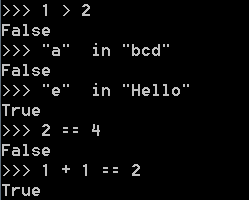 >>> 1 > 2
False
>>> "a"  in "bcd"
False
>>> "e"  in "Hello"
True
>>> 2 == 4
False
>>> 1 + 1 == 2
True